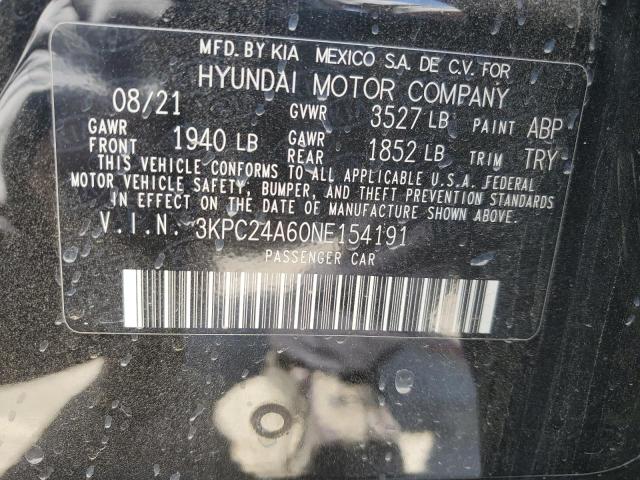 MFD. BY KIA MEXICO S.A. DE C.V. FOR
HYUNDAI MOTOR COMPANY
08/21 GVWR 3527 LB PAINT ABP
GAWR FRONT 1940 LB GAWR REAR 1852 LB TRIM TRY
THIS VEHICLE CONFORMS TO ALL APPLICABLE U.S.A. FEDERAL
MOTOR VEHICLE SAFETY, BUMPER, AND THEFT PREVENTION STANDARDS
IN EFFECT ON THE DATE OF MANUFACTURE SHOWN ABOVE.
V.I.N. 3KPC24A60NE154191
PASSENGER CAR